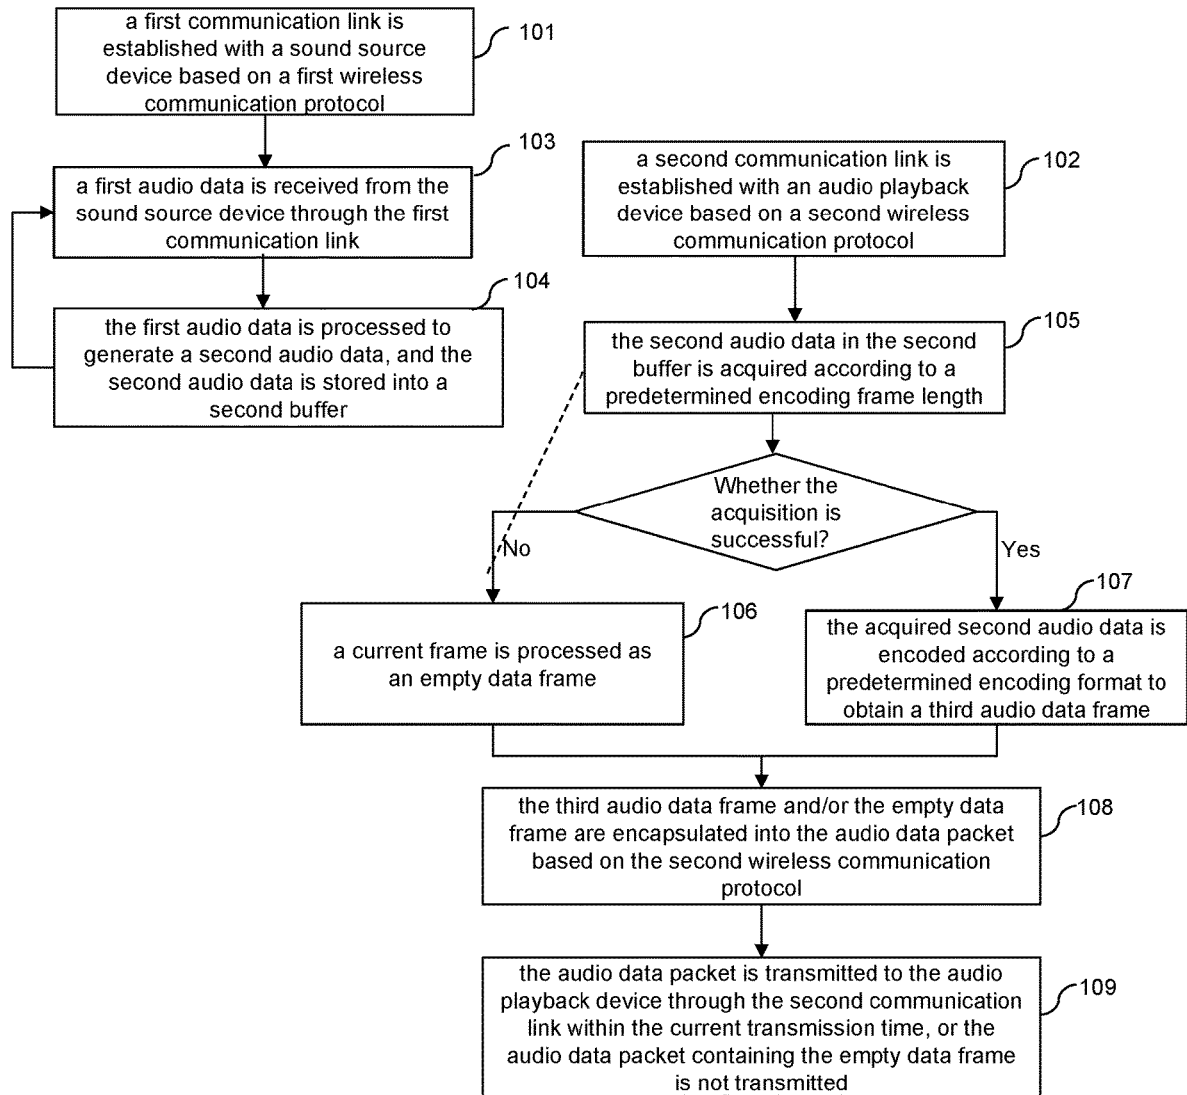 a first communication link is
established with a sound source
device based on a first wireless
communication protocol
101
a first audio data is received from the
sound source device through the first
communication link
103
the first audio data is processed to
generate a second audio data, and the
second audio data is stored into a
second buffer
104
a second communication link is
established with an audio playback
device based on a second wireless
communication protocol
102
the second audio data in the second
buffer is acquired according to a
predetermined encoding frame length
105
Whether the
acquisition is
successful?
No
Yes
a current frame is processed as
an empty data frame
106
the acquired second audio data is
encoded according to a
predetermined encoding format to
obtain a third audio data frame
107
the third audio data frame and/or the empty data
frame are encapsulated into the audio data packet
based on the second wireless communication
protocol
108
the audio data packet is transmitted to the audio
playback device through the second communication
link within the current transmission time, or the
audio data packet containing the empty data frame
is not transmitted
109